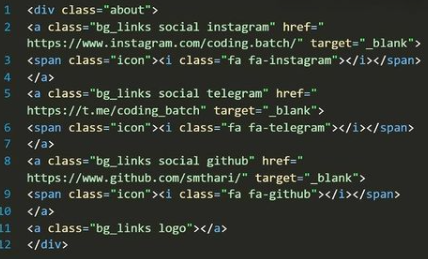 1 <div class="about">
2 <a class="bg_links social instagram" href="
https://www.instagram.com/coding.batch/" target="_blank">
3 <span class="icon"><i class="fa fa-instagram"></i></span>
4 </a>
5 <a class="bg_links social telegram" href="
https://t.me/coding_batch" target="_blank">
6 <span class="icon"><i class="fa fa-telegram"></i></span>
7 </a>
8 <a class="bg_links social github" href="
https://www.github.com/smthari/" target="_blank">
9 <span class="icon"><i class="fa fa-github"></i></span>
10 </a>
11 <a class="bg_links logo"></a>
12 </div>